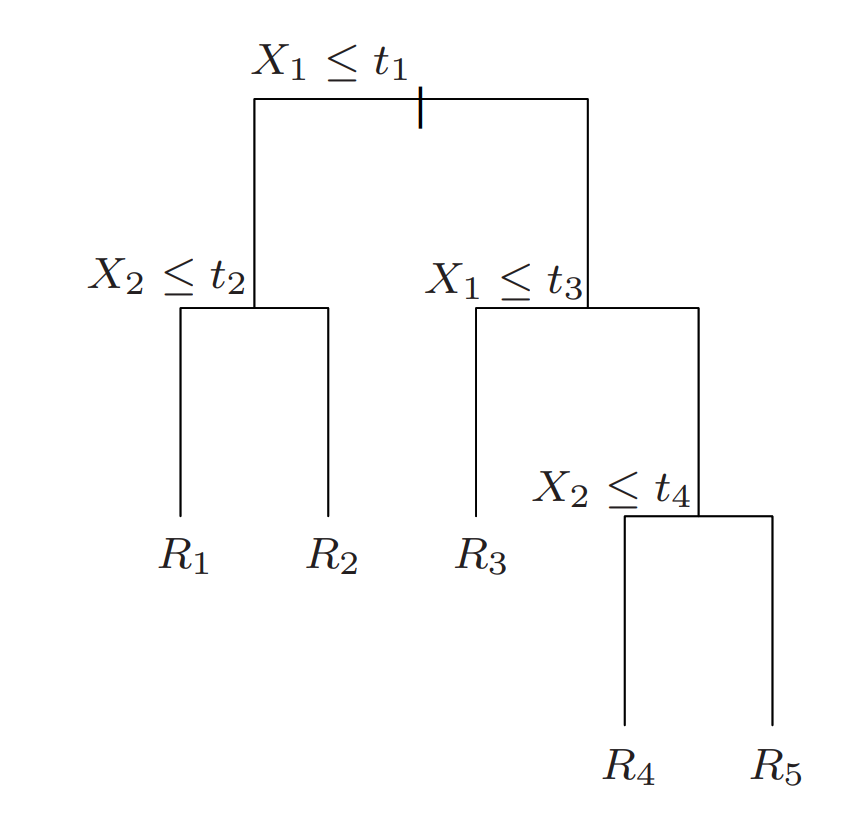 X₁ ≤ t₁
X₂ ≤ t₂
X₁ ≤ t₃
X₂ ≤ t₄
R₁ R₂ R₃
R₄ R₅